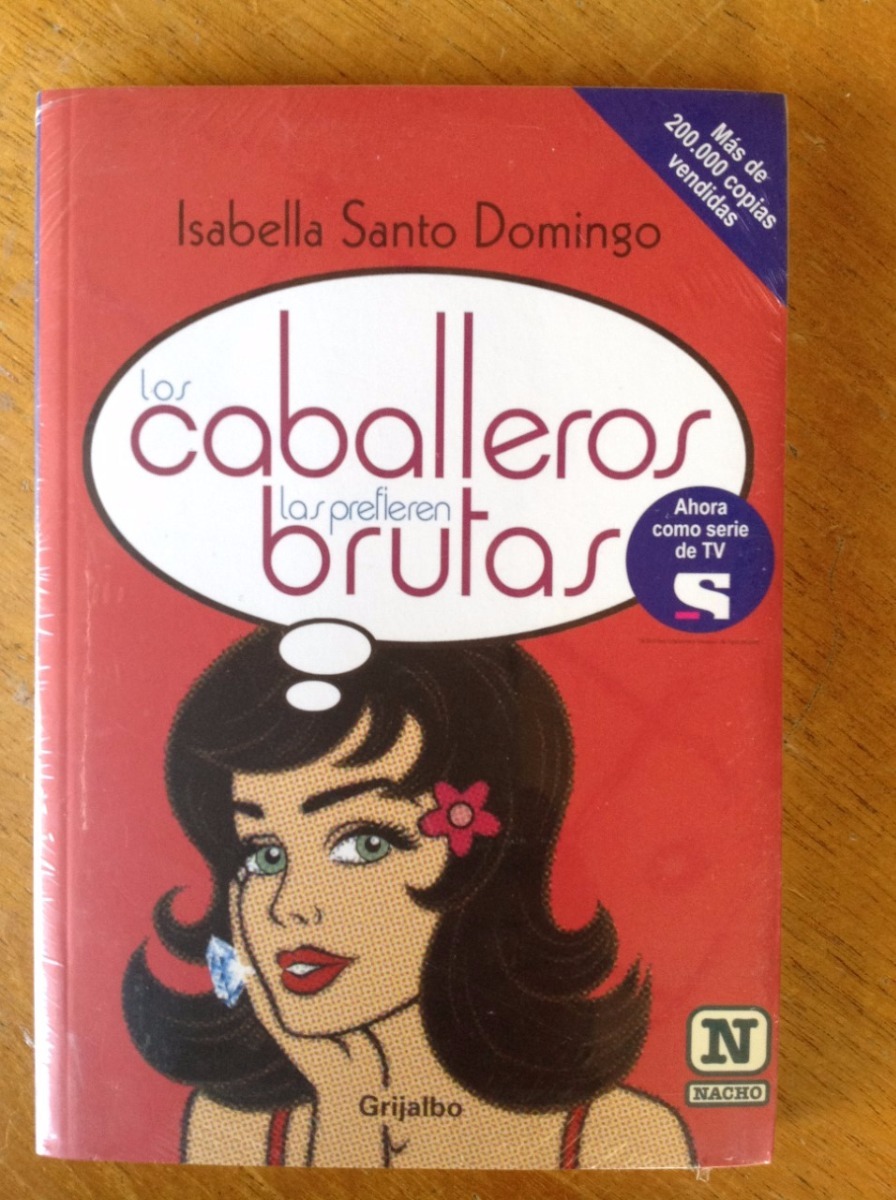 Más de
200.000 copias
vendidas
Isabella Santo Domingo
los
caballeros
las prefieren
brutas
Ahora
como serie
de TV
S
Grijalbo
N
NACHO